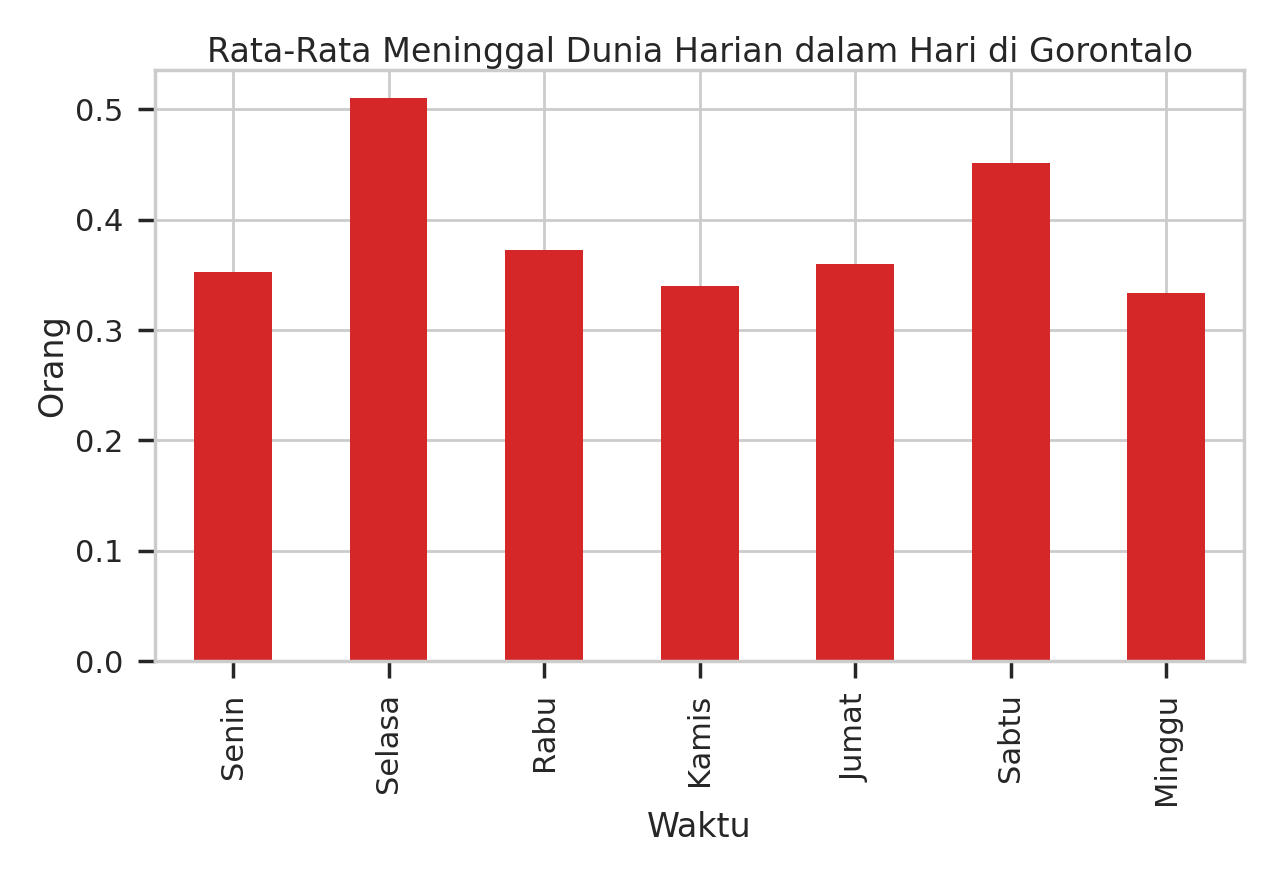 Rata-Rata Meninggal Dunia Harian dalam Hari di Gorontalo
0.5
0.4
0.3
0.2
0.1
0.0
Orang
Senin
Selasa
Rabu
Kamis
Jumat
Sabtu
Minggu
Waktu